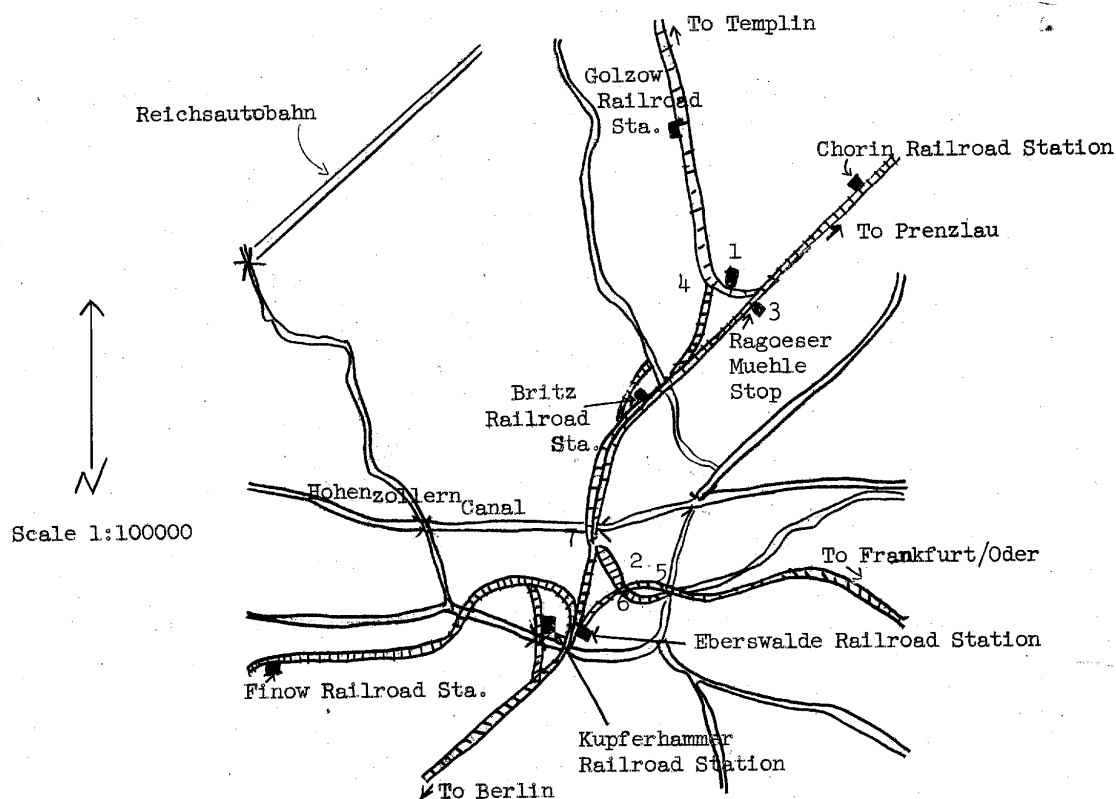 To Templin
Golzow
Railroad
Sta.
Reichsautobahn
Chorin Railroad Station
To Prenzlau
1
4
3
Ragoeser
Muehle
Stop
Britz
Railroad
Sta.
N
Hohenzollern Canal
Scale 1:100000
7
2
5
6
To Frankfurt/Oder
Eberswalde Railroad Station
Finow Railroad Sta.
Kupferhammer
Railroad Station
To Berlin